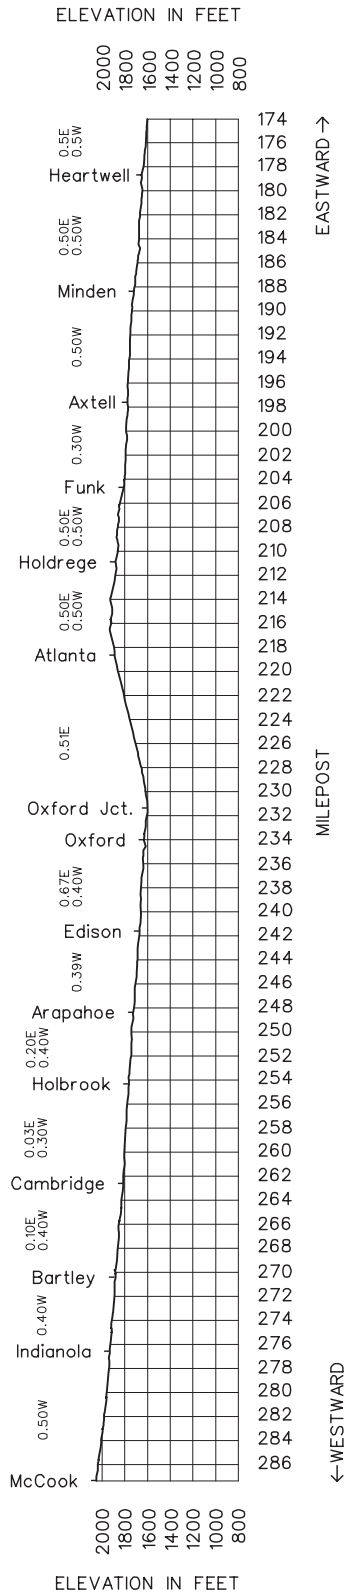 ELEVATION IN FEET
2000 1800 1600 1400 1200 1000 800
174
0.5E
0.5W
176
EASTWARD →
178
Heartwell
180
182
0.50E
0.50W
184
186
188
Minden
190
192
0.50W
194
196
Axtell
198
200
0.30W
202
204
Funk
206
0.50E
0.50W
208
210
Holdrege
212
214
0.50E
0.50W
216
218
Atlanta
220
222
224
0.51E
226
228
230
MILEPOST
Oxford Jct.
232
Oxford
234
236
0.67E
0.40W
238
240
Edison
242
244
0.39W
246
248
Arapahoe
250
0.20E
0.40W
252
254
Holbrook
256
258
0.03E
0.30W
260
262
Cambridge
264
266
0.10E
0.40W
268
270
Bartley
272
0.40W
274
276
Indianola
278
280
←WESTWARD
282
0.50W
284
286
McCook
2000 1800 1600 1400 1200 1000 800
ELEVATION IN FEET